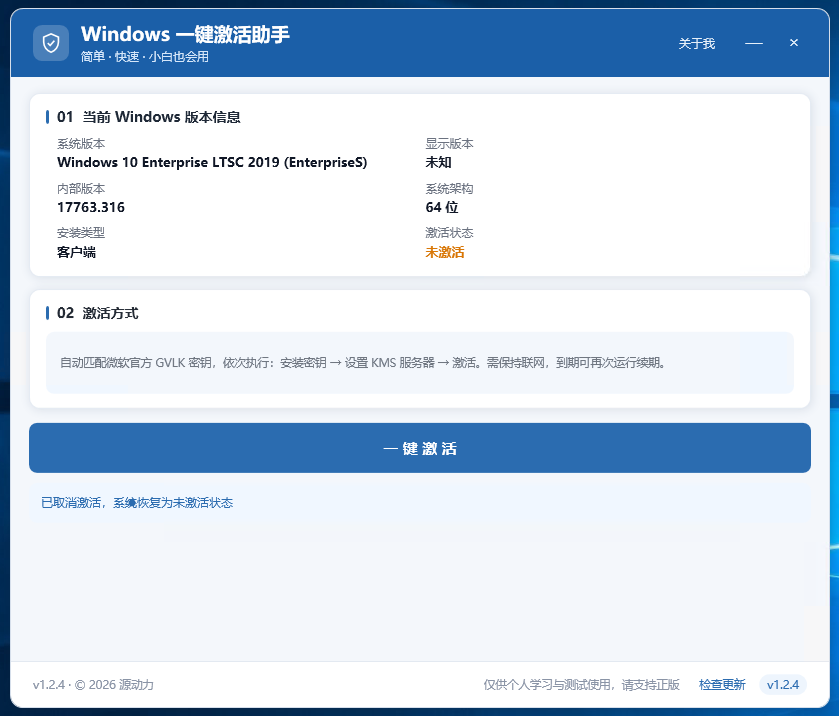 Windows 一键激活助手
简单 · 快速 · 小白也会用
关于我
01 当前 Windows 版本信息
系统版本
Windows 10 Enterprise LTSC 2019 (EnterpriseS)
显示版本
未知
内部版本
17763.316
系统架构
64 位
安装类型
客户端
激活状态
未激活
02 激活方式
自动匹配微软官方 GVLK 密钥，依次执行：安装密钥 → 设置 KMS 服务器 → 激活。需保持联网，到期可再次运行续期。
一 键 激 活
已取消激活，系统恢复为未激活状态
v1.2.4 · © 2026 源动力
仅供个人学习与测试使用，请支持正版
检查更新
v1.2.4